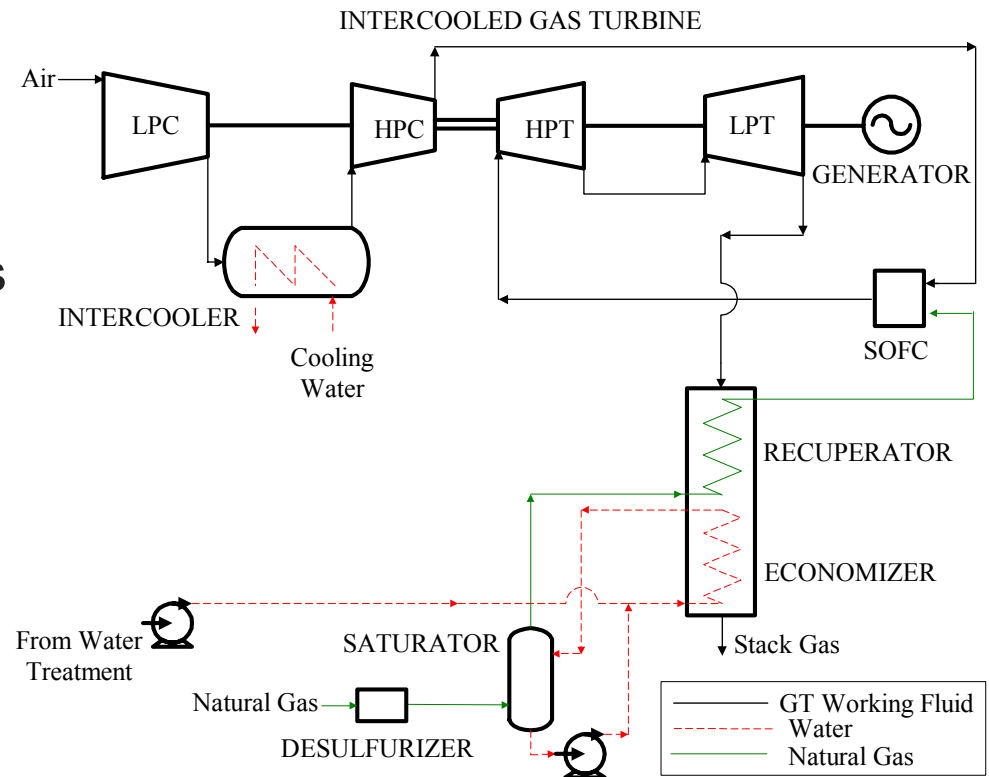 INTERCOOLED GAS TURBINE
Air
LPC
HPC
HPT
LPT
GENERATOR
s
INTERCOOLER
Cooling
Water
SOFC
RECUPERATOR
ECONOMIZER
From Water
Treatment
SATURATOR
Stack Gas
Natural Gas
DESULFURIZER
GT Working Fluid
Water
Natural Gas